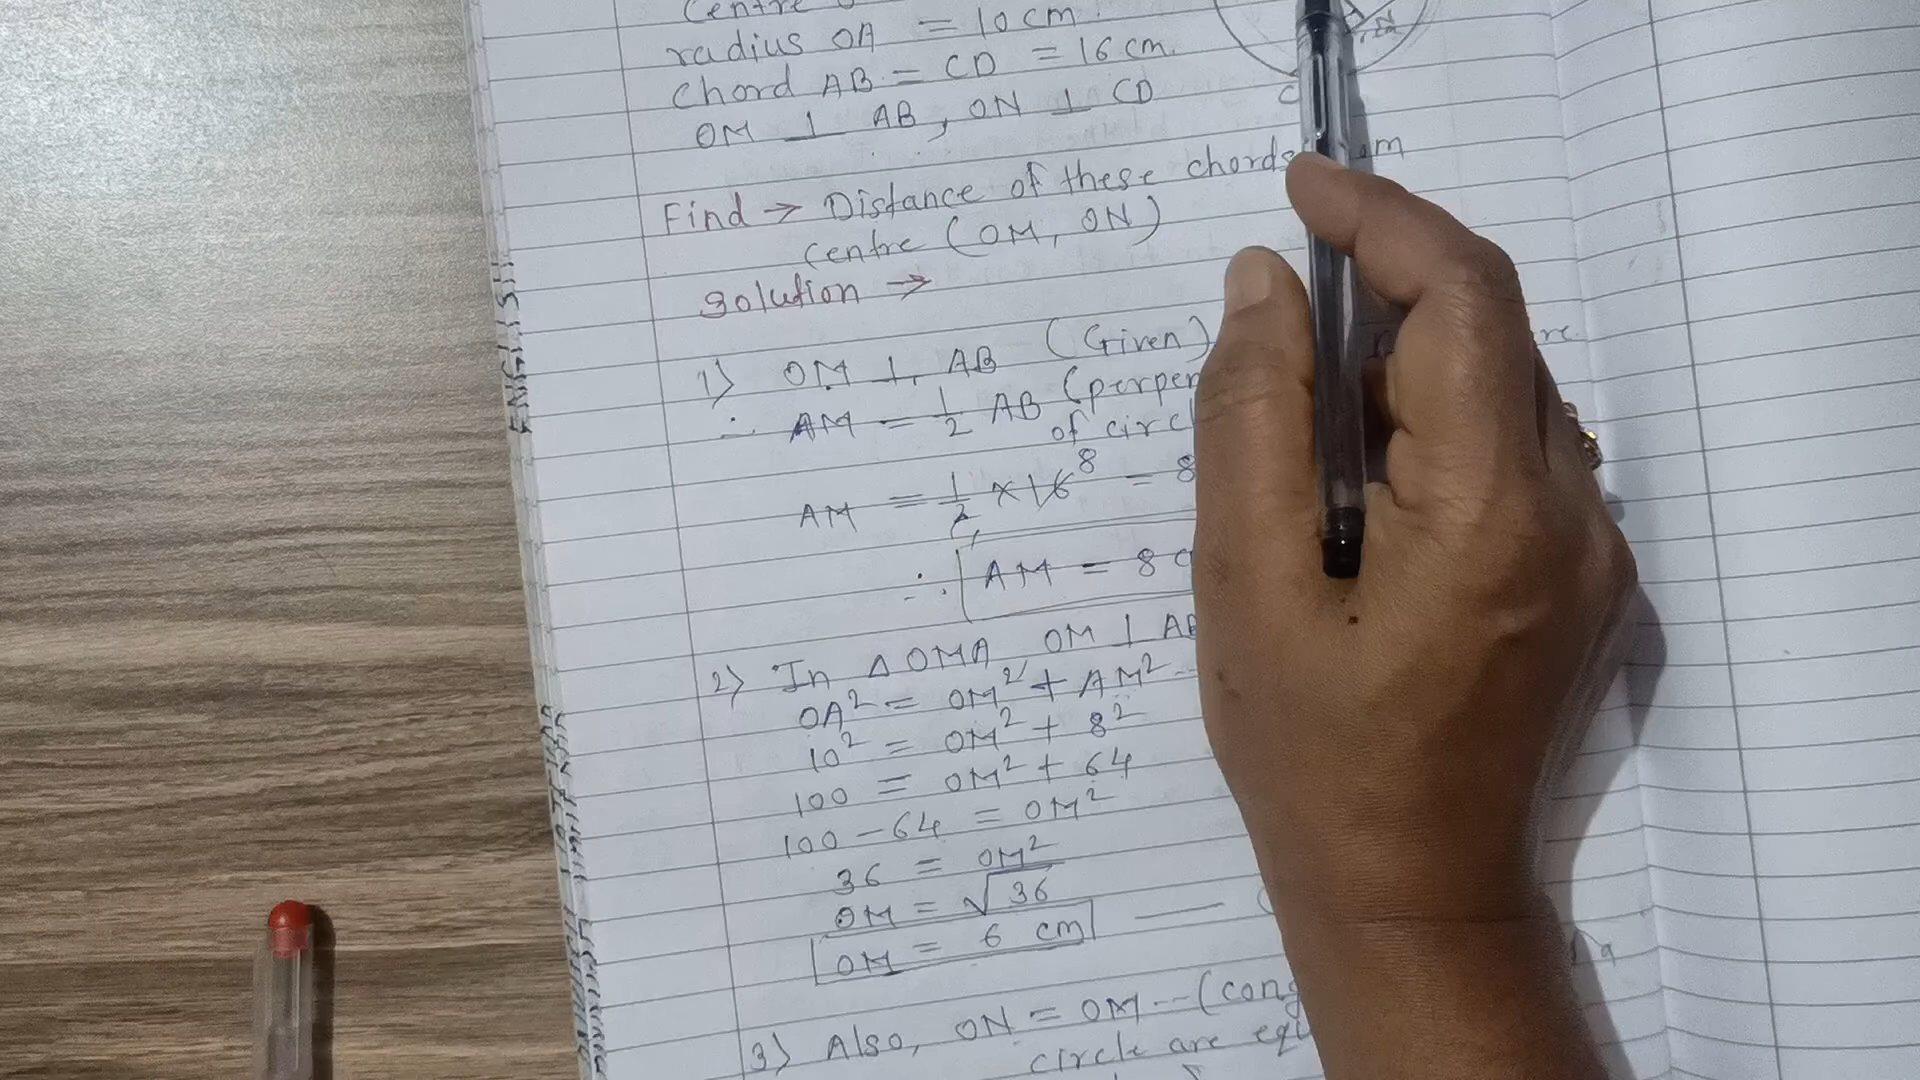 Centre
radius OA = 10 cm
chord AB = CD = 16 cm.
OM ⊥ AB, ON ⊥ CD
Find → Distance of these chords
centre (OM, ON)
Solution →
1) OM ⊥ AB (Given)
∴ AM = 1/2 AB (perpen
of circl
AM = 1/2 × 16 8 = 8
∴ AM = 8 c
2) In △ OMA OM ⊥ AB
OA² = OM² + AM²
10² = OM² + 8²
100 = OM² + 64
100 - 64 = OM²
36 = OM²
OM = √36
OM = 6 cm
3) Also, ON = OM -- (cong
circle are equ
ENGLISH